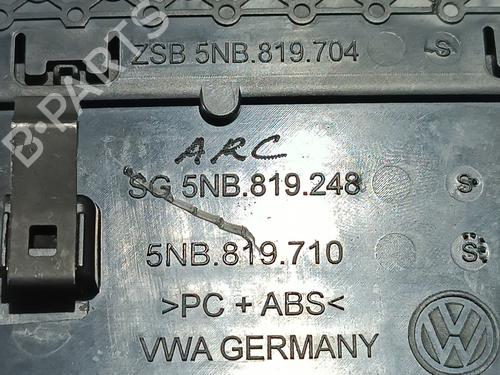 ZSB 5NB.819.704 S
ARC
SG 5NB.819.248 S
5NB.819.710 S
>PC + ABS<
VWA GERMANY
B-PARTS